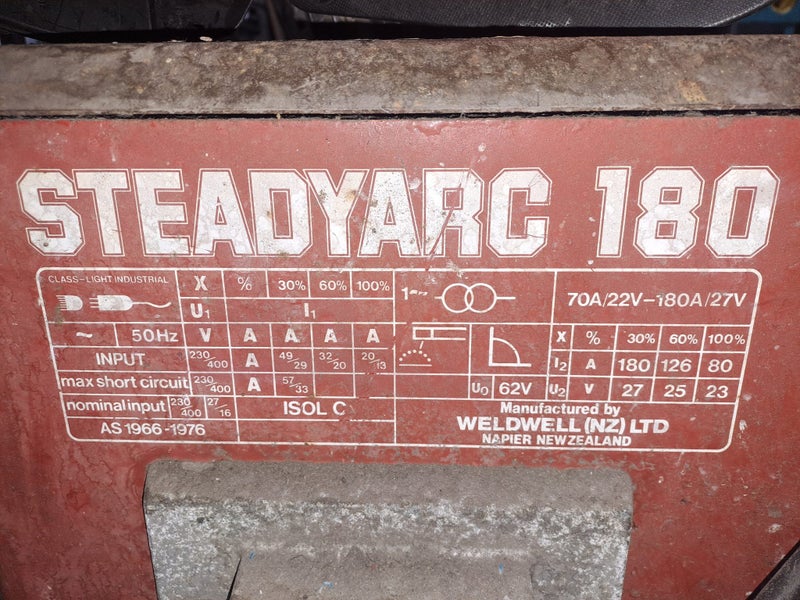 STEADYARC 180
CLASS-LIGHT INDUSTRIAL X % 30% 60% 100% 1~ 70A/22V-180A/27V
U1 I1
~ 50Hz V A A A A X % 30% 60% 100%
INPUT 230/400 A 49/29 32/20 20/13 I2 A 180 126 80
max short circuit 230/400 A 57/33 U0 62V U2 V 27 25 23
nominal input 230/400 27/16 ISOL C Manufactured by
WELDWELL (NZ) LTD
AS 1966-1976 NAPIER NEW ZEALAND